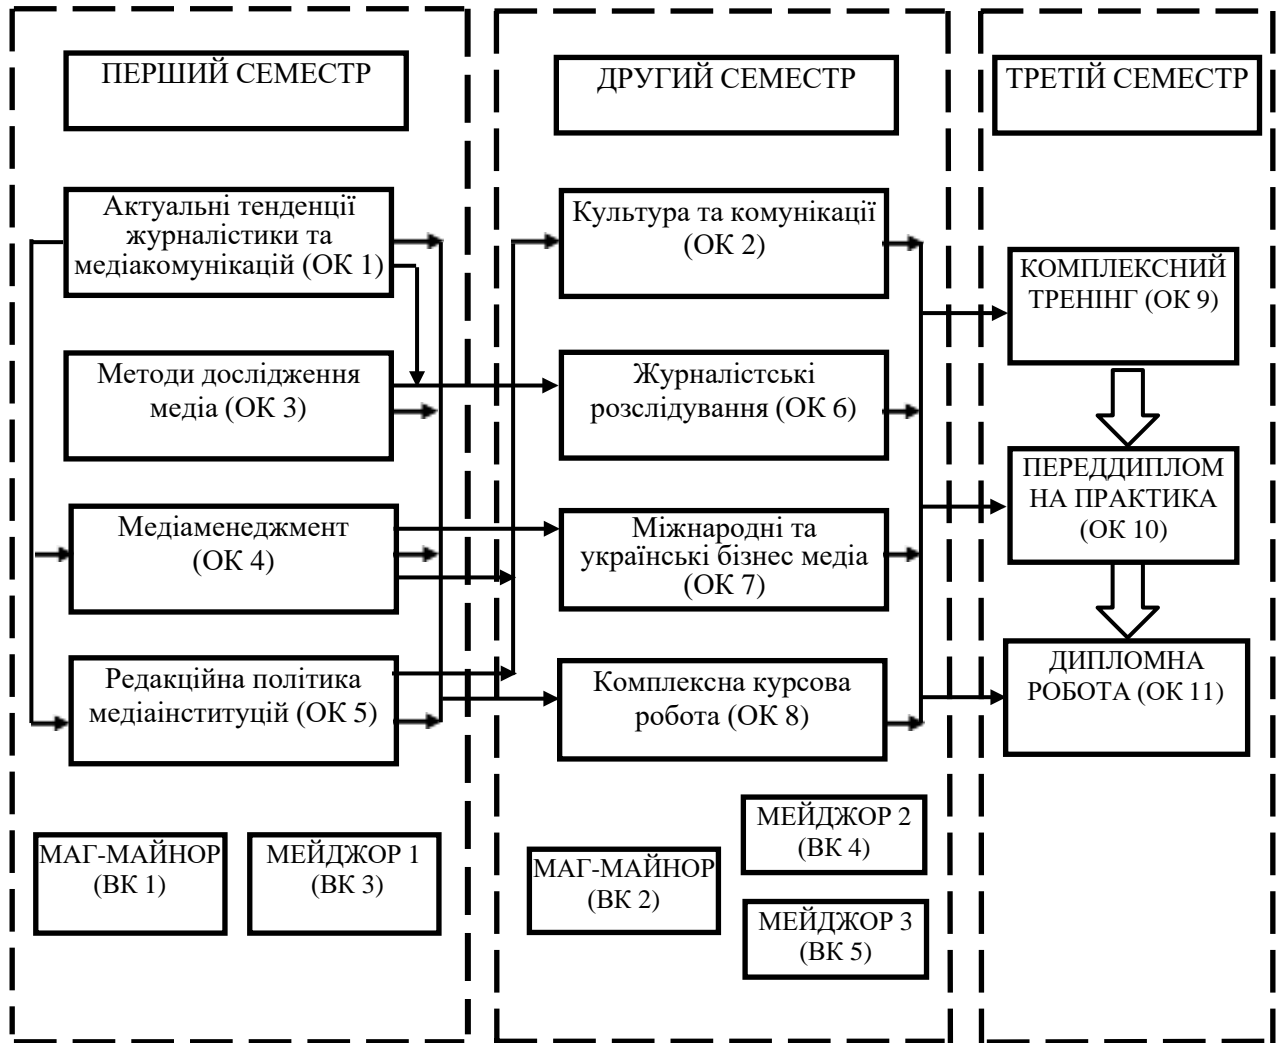 ПЕРШИЙ СЕМЕСТР
Актуальні тенденції
журналістики та
медіакомунікацій (ОК 1)
Методи дослідження
медіа (ОК 3)
Медіаменеджмент
(ОК 4)
Редакційна політика
медіаінституцій (ОК 5)
МАГ-МАЙНОР
(ВК 1)
МЕЙДЖОР 1
(ВК 3)
ДРУГИЙ СЕМЕСТР
Культура та комунікації
(ОК 2)
Журналістські
розслідування (ОК 6)
Міжнародні та
українські бізнес медіа
(ОК 7)
Комплексна курсова
робота (ОК 8)
МАГ-МАЙНОР
(ВК 2)
МЕЙДЖОР 2
(ВК 4)
МЕЙДЖОР 3
(ВК 5)
ТРЕТІЙ СЕМЕСТР
КОМПЛЕКСНИЙ
ТРЕНІНГ (ОК 9)
ПЕРЕДДИПЛОМ
НА ПРАКТИКА
(ОК 10)
ДИПЛОМНА
РОБОТА (ОК 11)